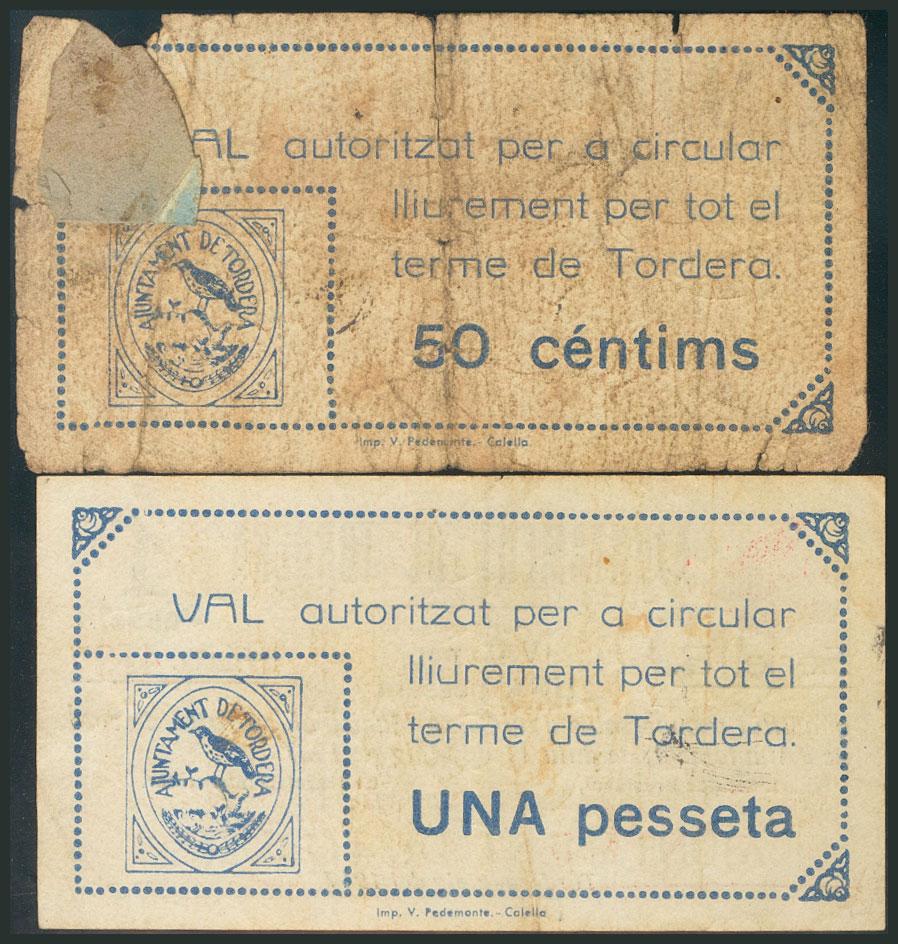 VAL autoritzat per a circular
lliurement per tot el
terme de Tordera.
AJUNTAMENT DE TORDERA
50 cèntims
Imp. V. Pedemonte.- Calella.
VAL autoritzat per a circular
lliurement per tot el
terme de Tordera.
AJUNTAMENT DE TORDERA
UNA pesseta
Imp. V. Pedemonte.- Calella